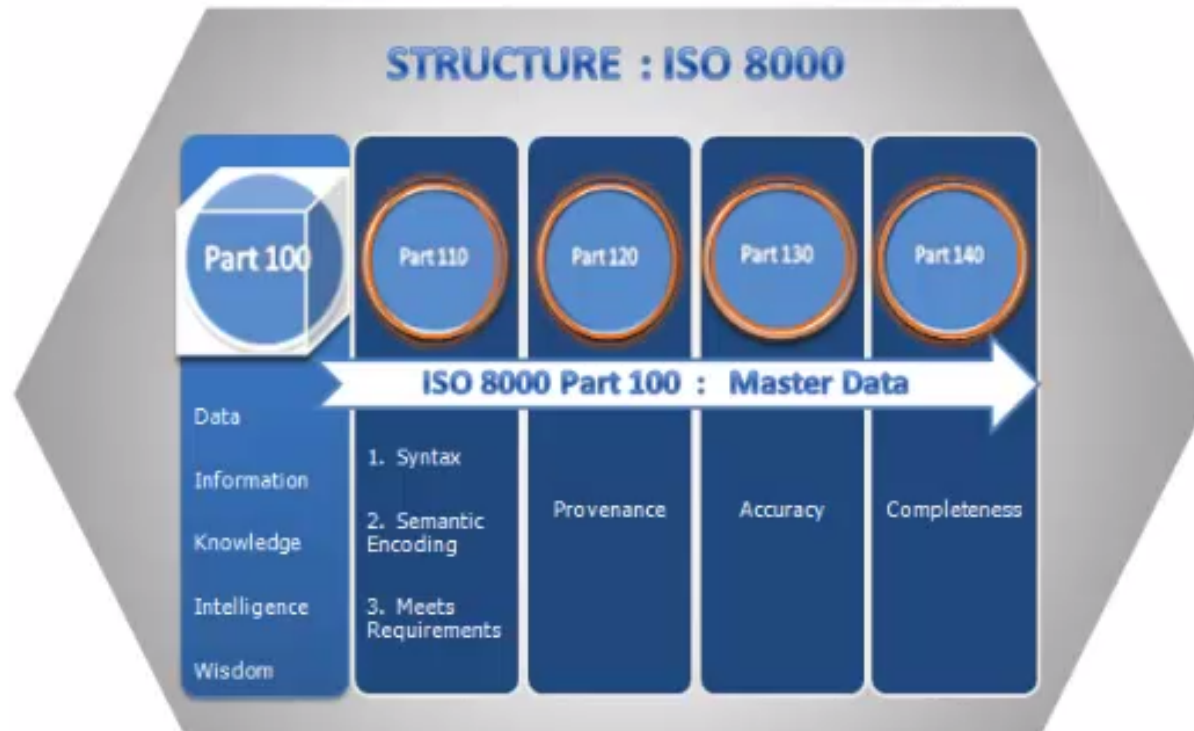 STRUCTURE : ISO 8000
Part 100
Part 110
Part 120
Part 130
Part 140
ISO 8000 Part 100 : Master Data
Data
Information
Knowledge
Intelligence
Wisdom
1. Syntax
2. Semantic
Encoding
3. Meets
Requirements
Provenance
Accuracy
Completeness